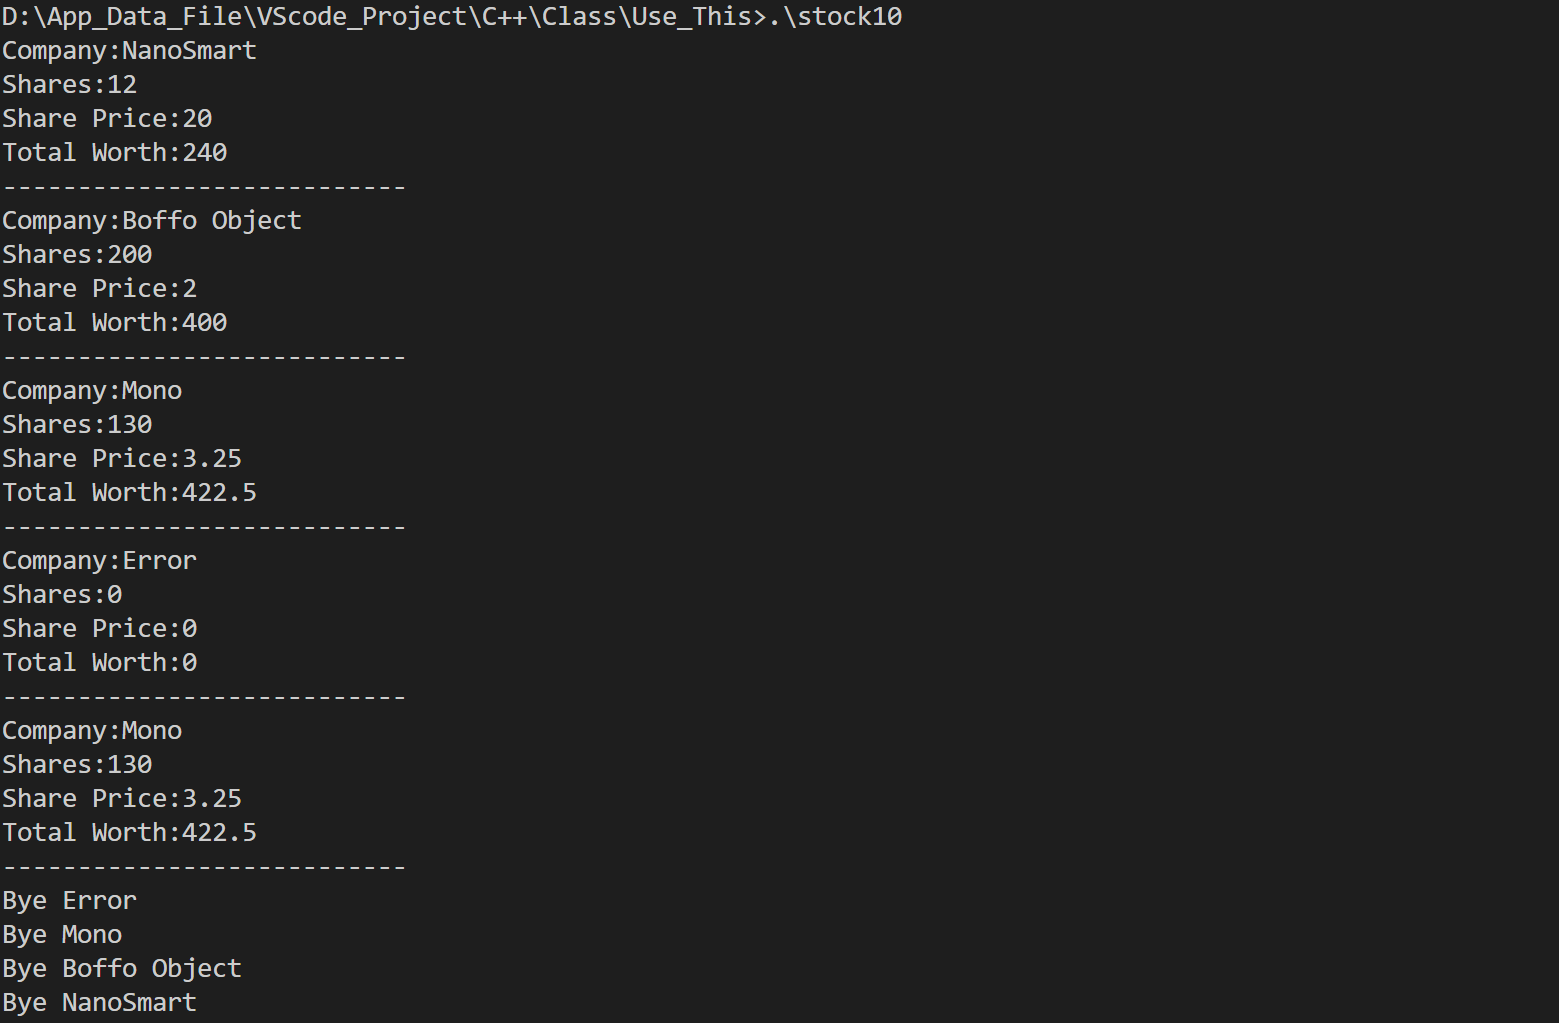 D:\App_Data_File\VScode_Project\C++\Class\Use_This>.\stock10
Company:NanoSmart
Shares:12
Share Price:20
Total Worth:240
---------------------------
Company:Boffo Object
Shares:200
Share Price:2
Total Worth:400
---------------------------
Company:Mono
Shares:130
Share Price:3.25
Total Worth:422.5
---------------------------
Company:Error
Shares:0
Share Price:0
Total Worth:0
---------------------------
Company:Mono
Shares:130
Share Price:3.25
Total Worth:422.5
---------------------------
Bye Error
Bye Mono
Bye Boffo Object
Bye NanoSmart